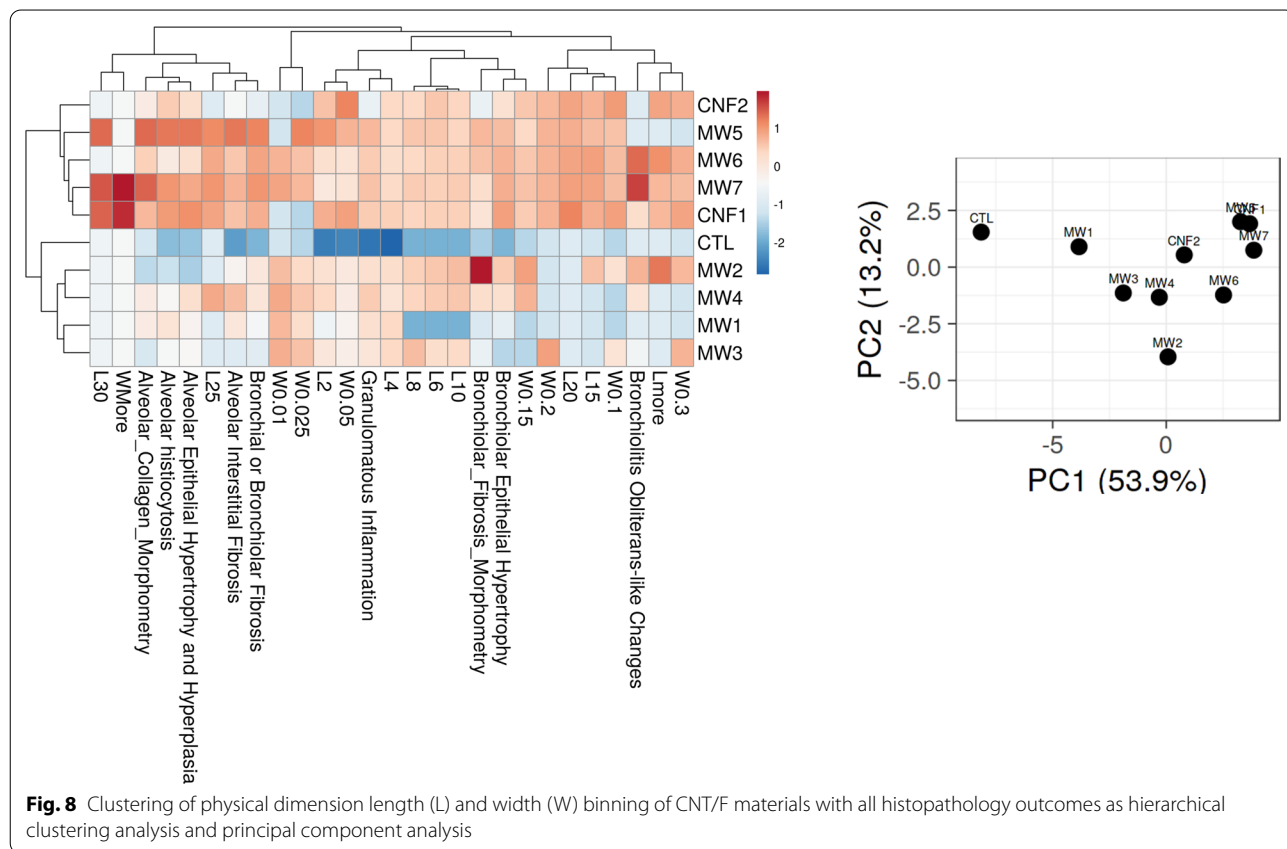 CNF2
MW5
MW6
MW7
CNF1
CTL
MW2
MW4
MW1
MW3
1
0
-1
-2
L30
WMore
Alveolar_Collagen_Morphometry
Alveolar histiocytosis
Alveolar Epithelial Hypertrophy and Hyperplasia
L25
Alveolar Interstitial Fibrosis
Bronchial or Bronchiolar Fibrosis
W0.01
W0.025
L2
W0.05
Granulomatous Inflammation
L4
L8
L6
L10
Bronchiolar_Fibrosis_Morphometry
Bronchiolar Epithelial Hypertrophy
W0.15
W0.2
L20
L15
W0.1
Bronchiolitis Obliterans-like Changes
Lmore
W0.3
PC2 (13.2%)
2.5
0.0
-2.5
-5.0
CTL
MW1
MW3
MW4
MW2
CNF2
MW6
MW5
CNF1
MW7
-5
0
PC1 (53.9%)
Fig. 8 Clustering of physical dimension length (L) and width (W) binning of CNT/F materials with all histopathology outcomes as hierarchical
clustering analysis and principal component analysis